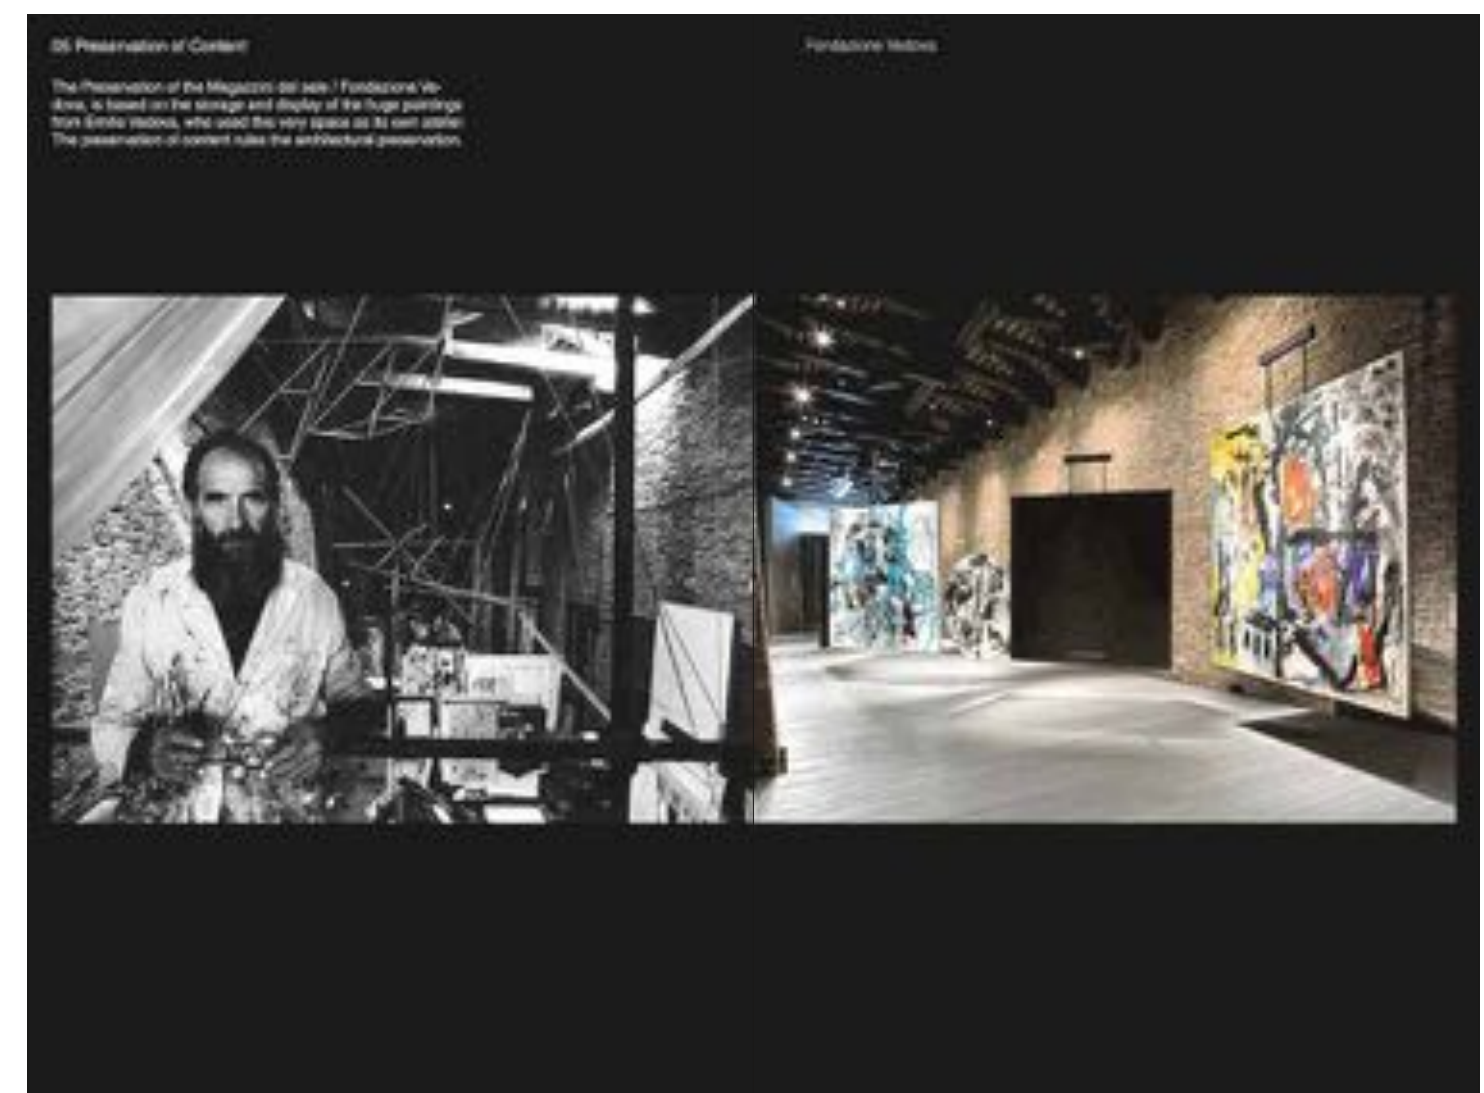 05 Preservation of Content
Fondazione Vedova
The Preservation of the Magazzini del sale / Fondazione Ve-
dova, is based on the storage and display of the huge paintings
from Emilio Vedova, who used this very space as its own atelier.
The preservation of content rules the architectural preservation.